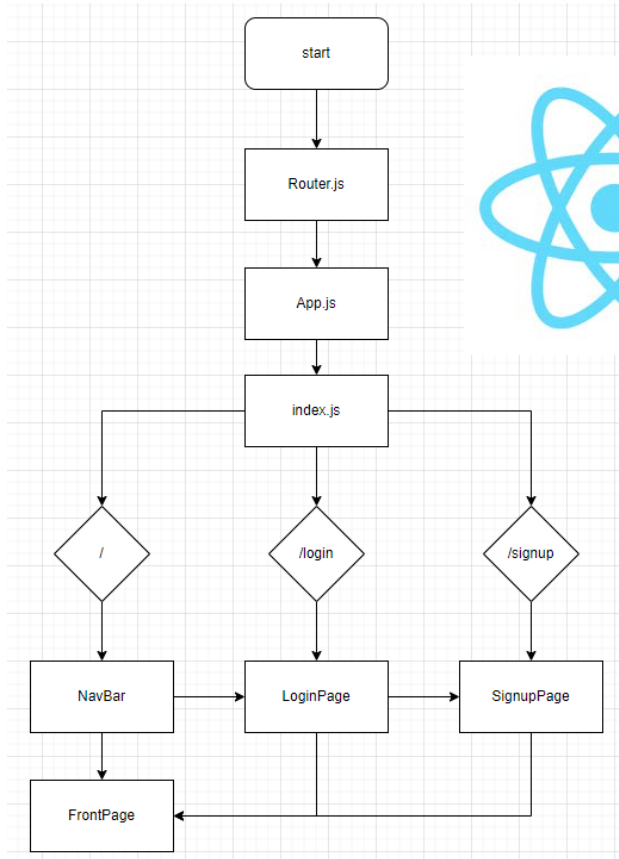 start
Router.js
App.js
index.js
/
/login
/signup
NavBar
LoginPage
SignupPage
FrontPage